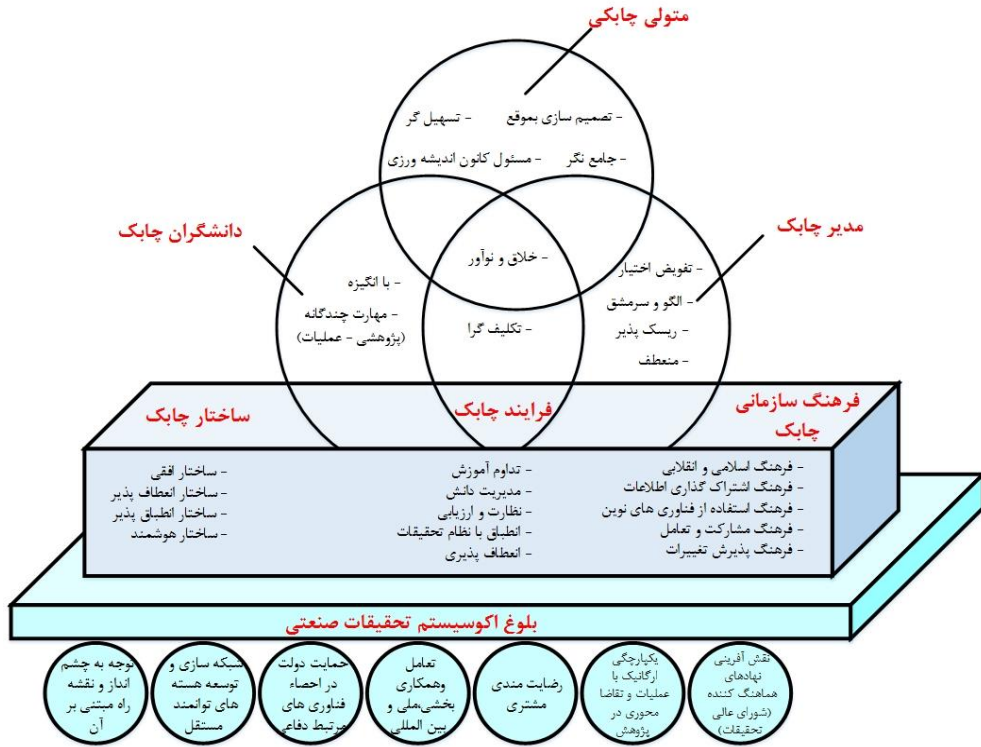 متولی چابکی
- تصمیم سازی بموقع
- تسهیل گر
- جامع نگر
- مسئول کانون اندیشه ورزی
مدیر چابک
دانشگران چابک
- خلاق و نوآور
- تفویض اختیار
- الگو و سرمشق
- ریسک پذیر
- منعطف
- با انگیزه
- مهارت چندگانه
(پژوهشی - عملیات)
- تکلیف گرا
فرهنگ سازمانی
چابک
فرایند چابک
ساختار چابک
- فرهنگ اسلامی و انقلابی
- فرهنگ اشتراک گذاری اطلاعات
- فرهنگ استفاده از فناوری های نوین
- فرهنگ مشارکت و تعامل
- فرهنگ پذیرش تغییرات
- تداوم آموزش
- مدیریت دانش
- نظارت و ارزیابی
- انطباق با نظام تحقیقات
- انعطاف پذیری
- ساختار افقی
- ساختار انعطاف پذیر
- ساختار انطباق پذیر
- ساختار هوشمند
بلوغ اکوسیستم تحقیقات صنعتی
نقش آفرینی
نهادهای
هماهنگ کننده
(شورای عالی
تحقیقات)
یکپارچگی
ارگانیک با
عملیات و تقاضا
محوری در
پژوهش
رضایت مندی
مشتری
تعامل
وهمکاری
بخشی،ملی و
بین المللی
حمایت دولت
در احصاء
فناوری های
مرتبط دفاعی
شبکه سازی و
توسعه هسته
های توانمند
مستقل
توجه به چشم
انداز و نقشه
راه مبتنی بر
آن